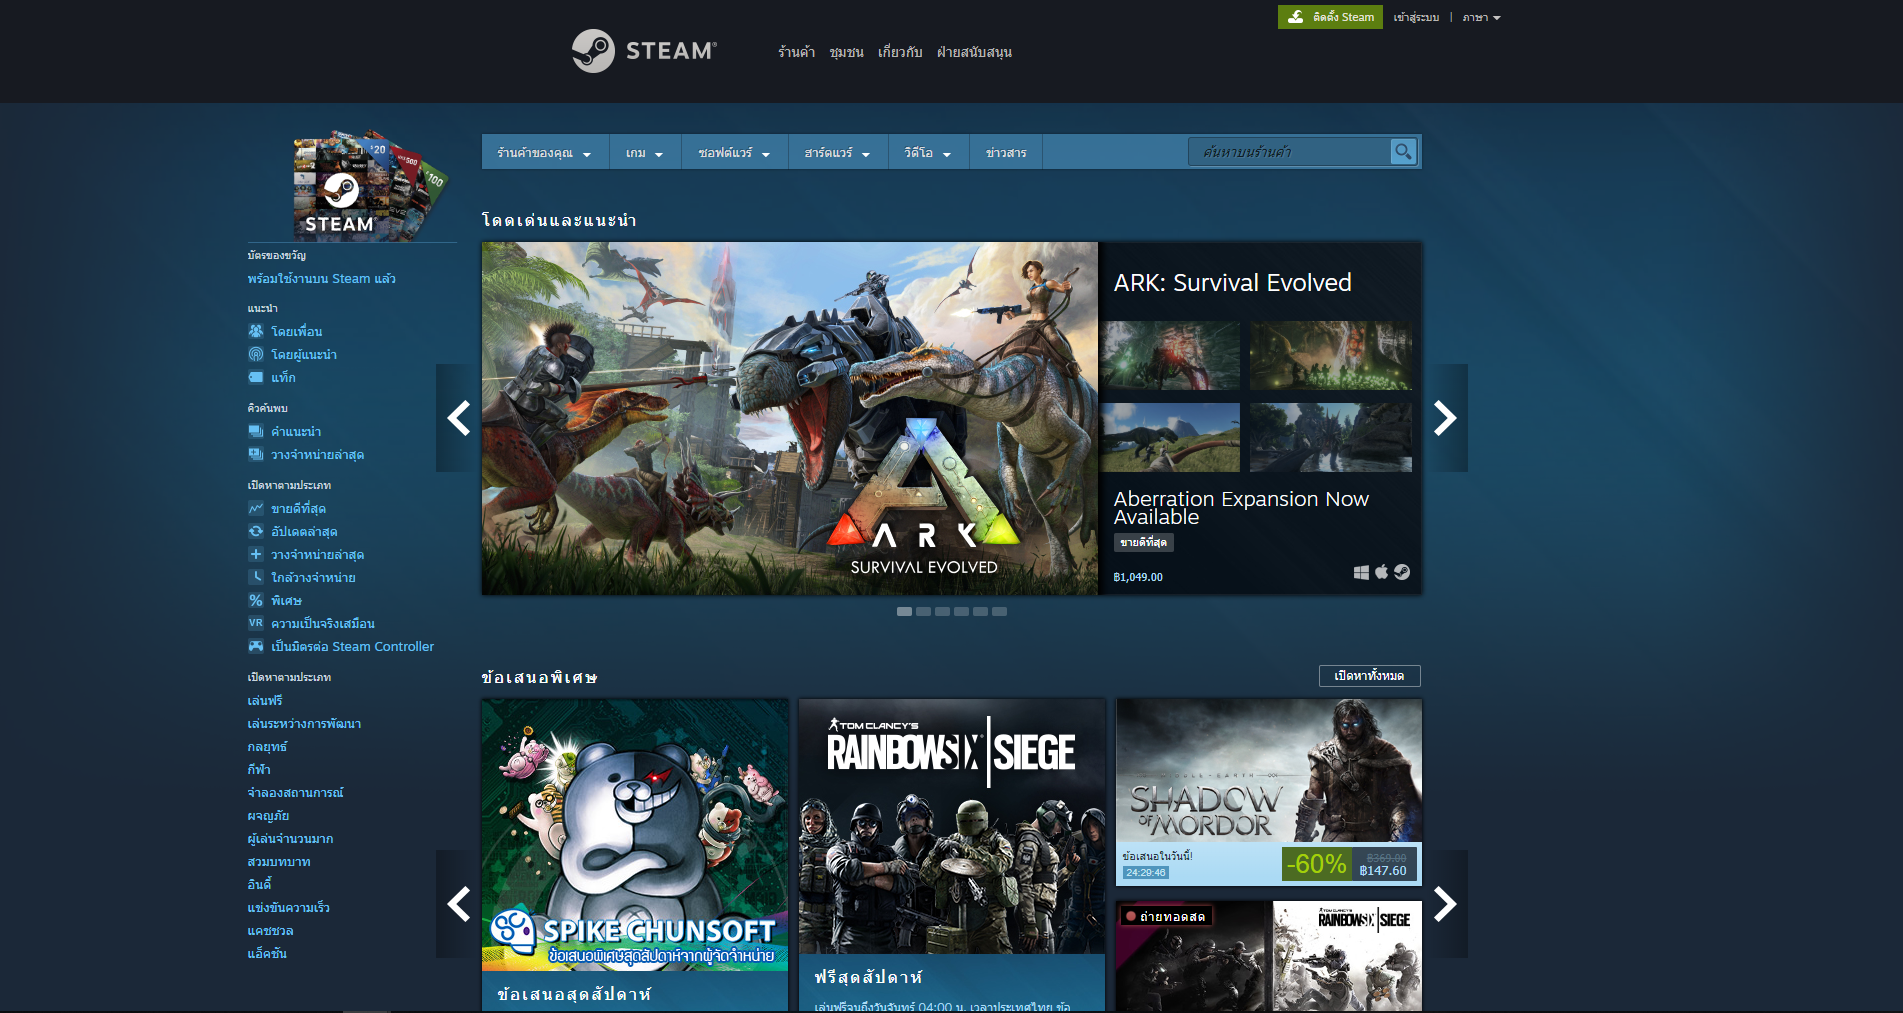 ติดตั้ง Steam
เข้าสู่ระบบ | ภาษา
STEAM®
ร้านค้า ชุมชน เกี่ยวกับ ฝ่ายสนับสนุน
ร้านค้าของคุณ เกม ซอฟต์แวร์ ฮาร์ดแวร์ วิดีโอ ข่าวสาร
ค้นหาบนร้านค้า
20
500
100
STEAM
บัตรของขวัญ
พร้อมใช้งานบน Steam แล้ว
แนะนำ
โดยเพื่อน
โดยผู้แนะนำ
แท็ก
คิวค้นพบ
คำแนะนำ
วางจำหน่ายล่าสุด
เปิดหาตามประเภท
ขายดีที่สุด
อัปเดตล่าสุด
วางจำหน่ายล่าสุด
ใกล้วางจำหน่าย
% พิเศษ
VR ความเป็นจริงเสมือน
เป็นมิตรต่อ Steam Controller
เปิดหาตามประเภท
เล่นฟรี
เล่นระหว่างการพัฒนา
กลยุทธ์
กีฬา
จำลองสถานการณ์
ผจญภัย
ผู้เล่นจำนวนมาก
สวมบทบาท
อินดี้
แข่งขันความเร็ว
แคชชวล
แอ็คชัน
โดดเด่นและแนะนำ
ARK
SURVIVAL EVOLVED
ARK: Survival Evolved
Aberration Expansion Now
Available
ขายดีที่สุด
฿1,049.00
ข้อเสนอพิเศษ
เปิดหาทั้งหมด
SPIKE CHUNSOFT
ข้อเสนอพิเศษสุดสัปดาห์จากผู้จัดจำหน่าย
ข้อเสนอสุดสัปดาห์
TOM CLANCY'S
RAINBOW SIX SIEGE
ฟรีสุดสัปดาห์
เล่นฟรีจนถึงวันจันทร์ 04:00 น. เวลาประเทศไทย ข้อ
MIDDLE-EARTH
SHADOW
OF MORDOR
ข้อเสนอในวันนี้!
24:29:46
-60%
฿369.00
฿147.60
ถ่ายทอดสด
TOM CLANCY'S
RAINBOW SIX SIEGE